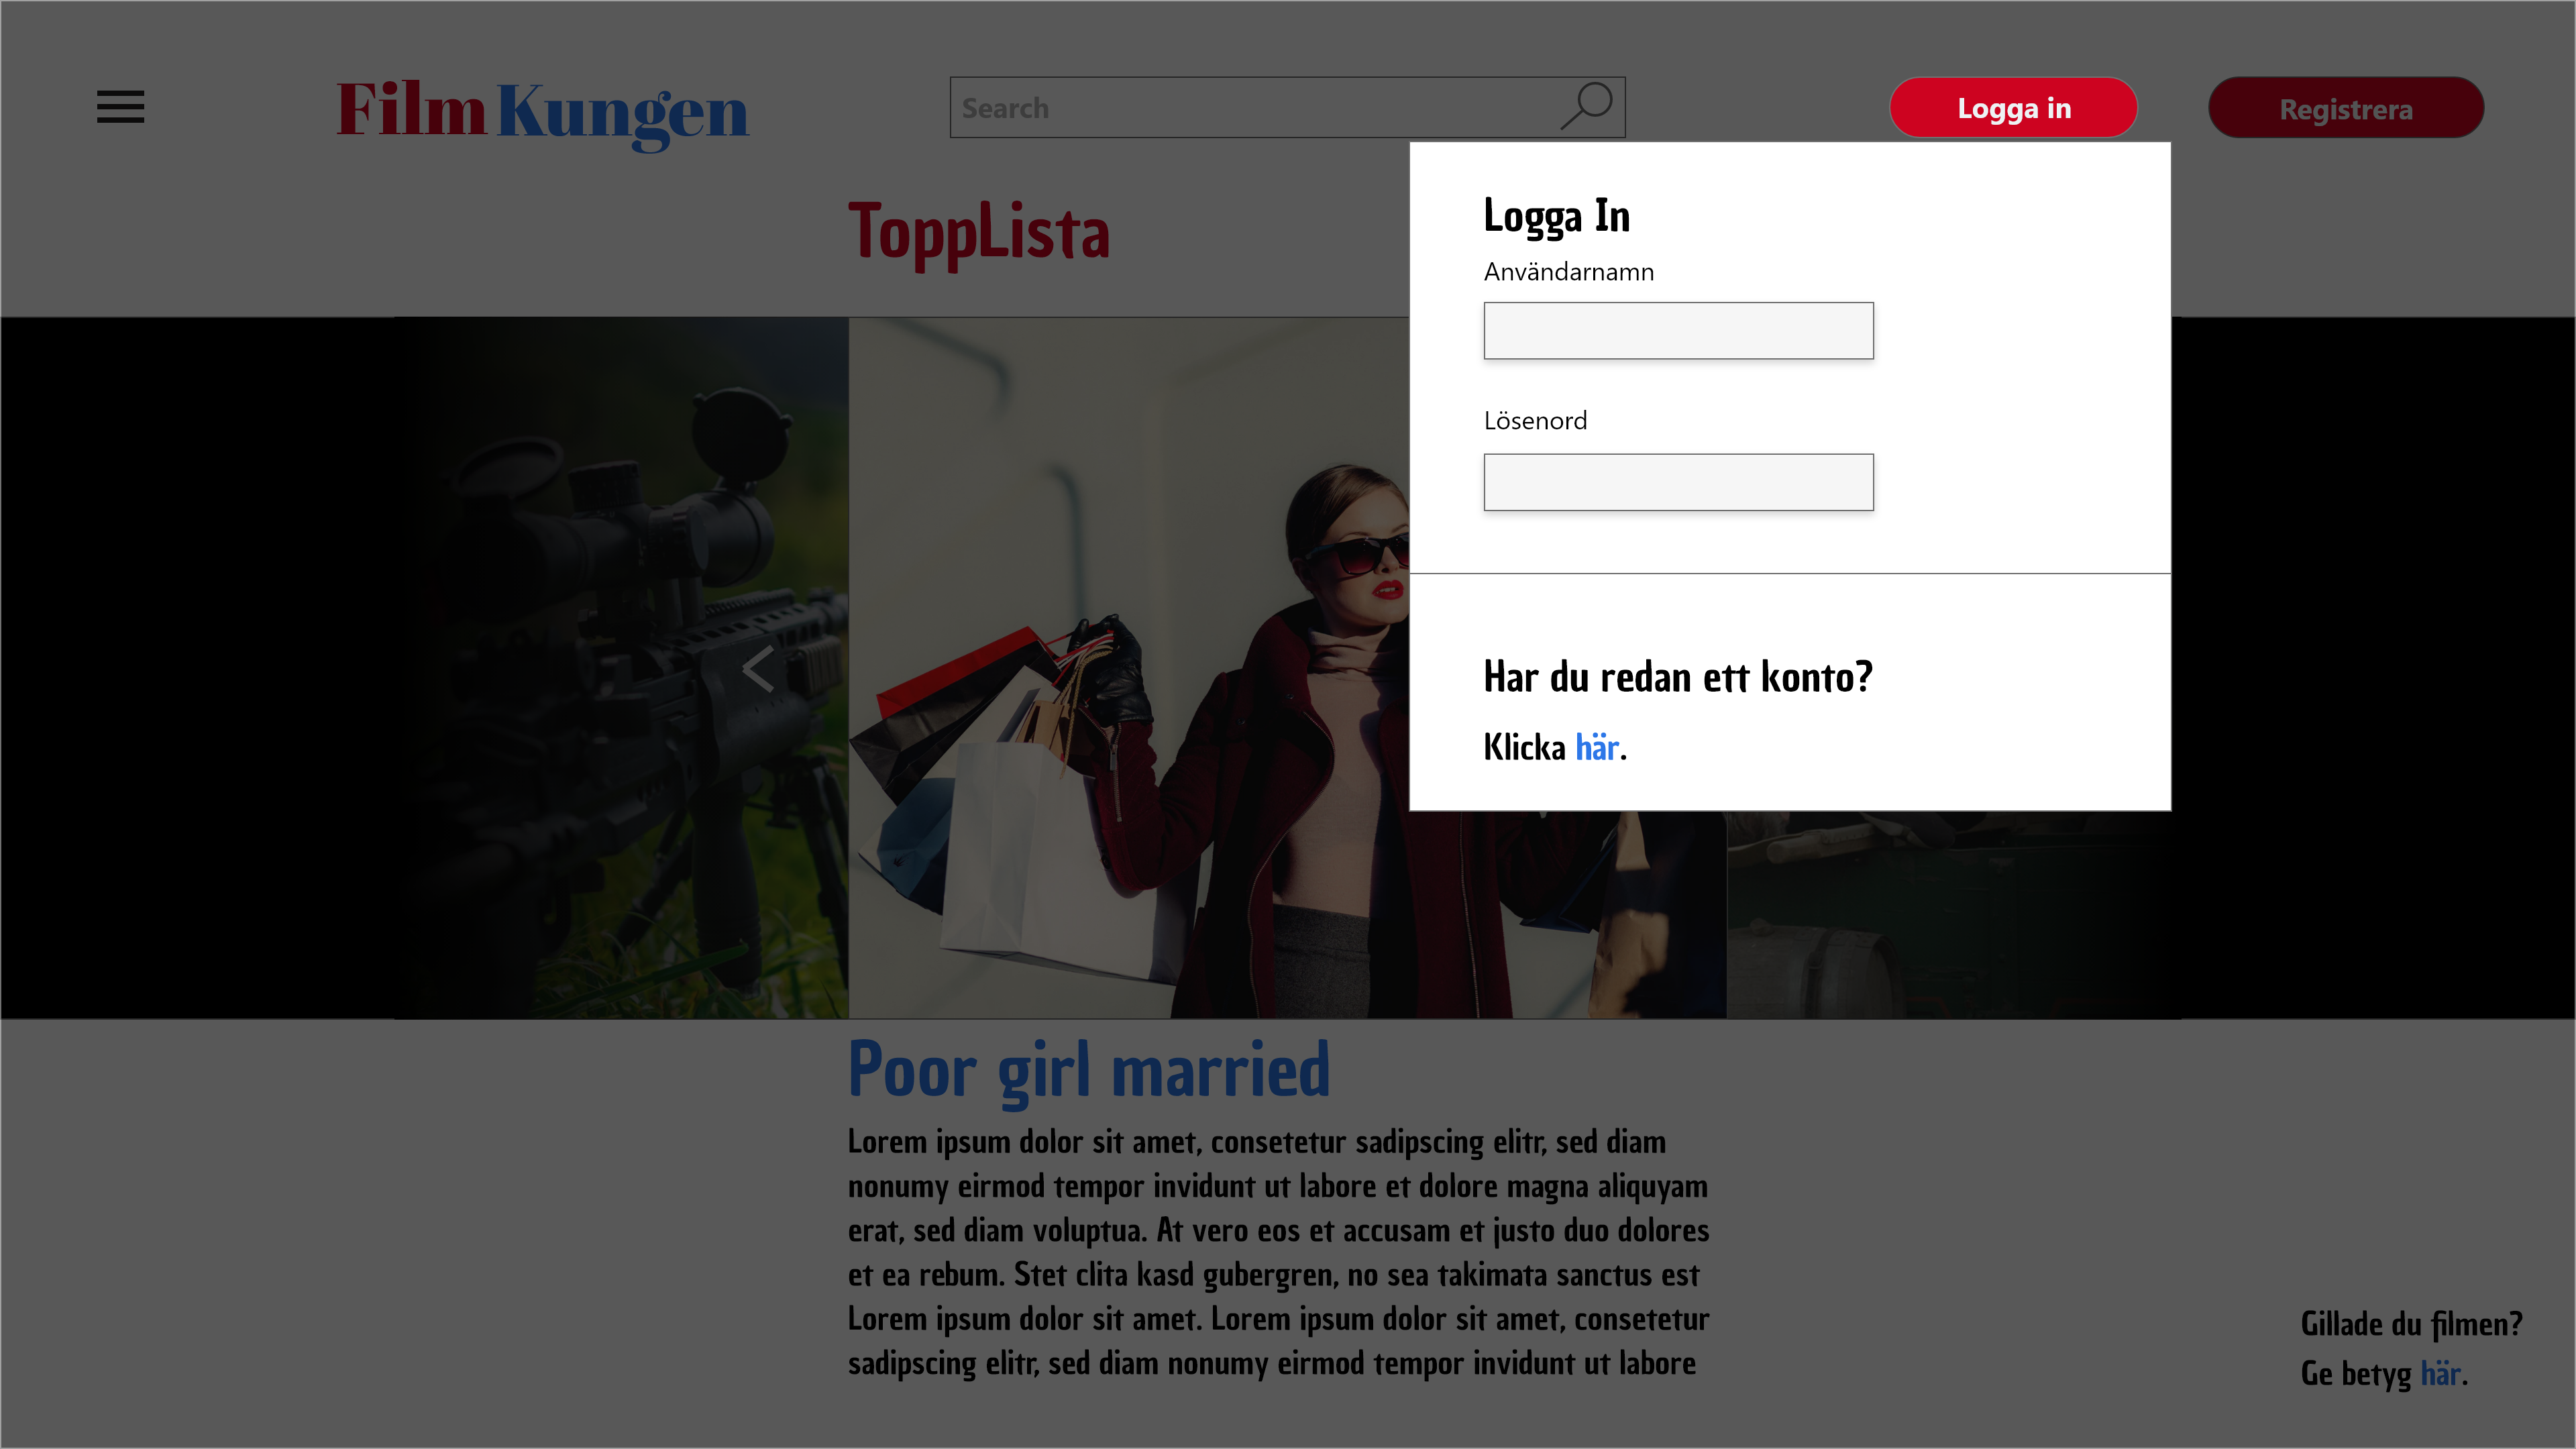 Film Kungen
Search
Logga in
Registrera
ToppLista
Logga In
Användarnamn
Lösenord
Har du redan ett konto?
Klicka här.
Poor girl married
Lorem ipsum dolor sit amet, consetetur sadipscing elitr, sed diam
nonumy eirmod tempor invidunt ut labore et dolore magna aliquyam
erat, sed diam voluptua. At vero eos et accusam et justo duo dolores
et ea rebum. Stet clita kasd gubergren, no sea takimata sanctus est
Lorem ipsum dolor sit amet. Lorem ipsum dolor sit amet, consetetur
sadipscing elitr, sed diam nonumy eirmod tempor invidunt ut labore
Gillade du filmen?
Ge betyg här.